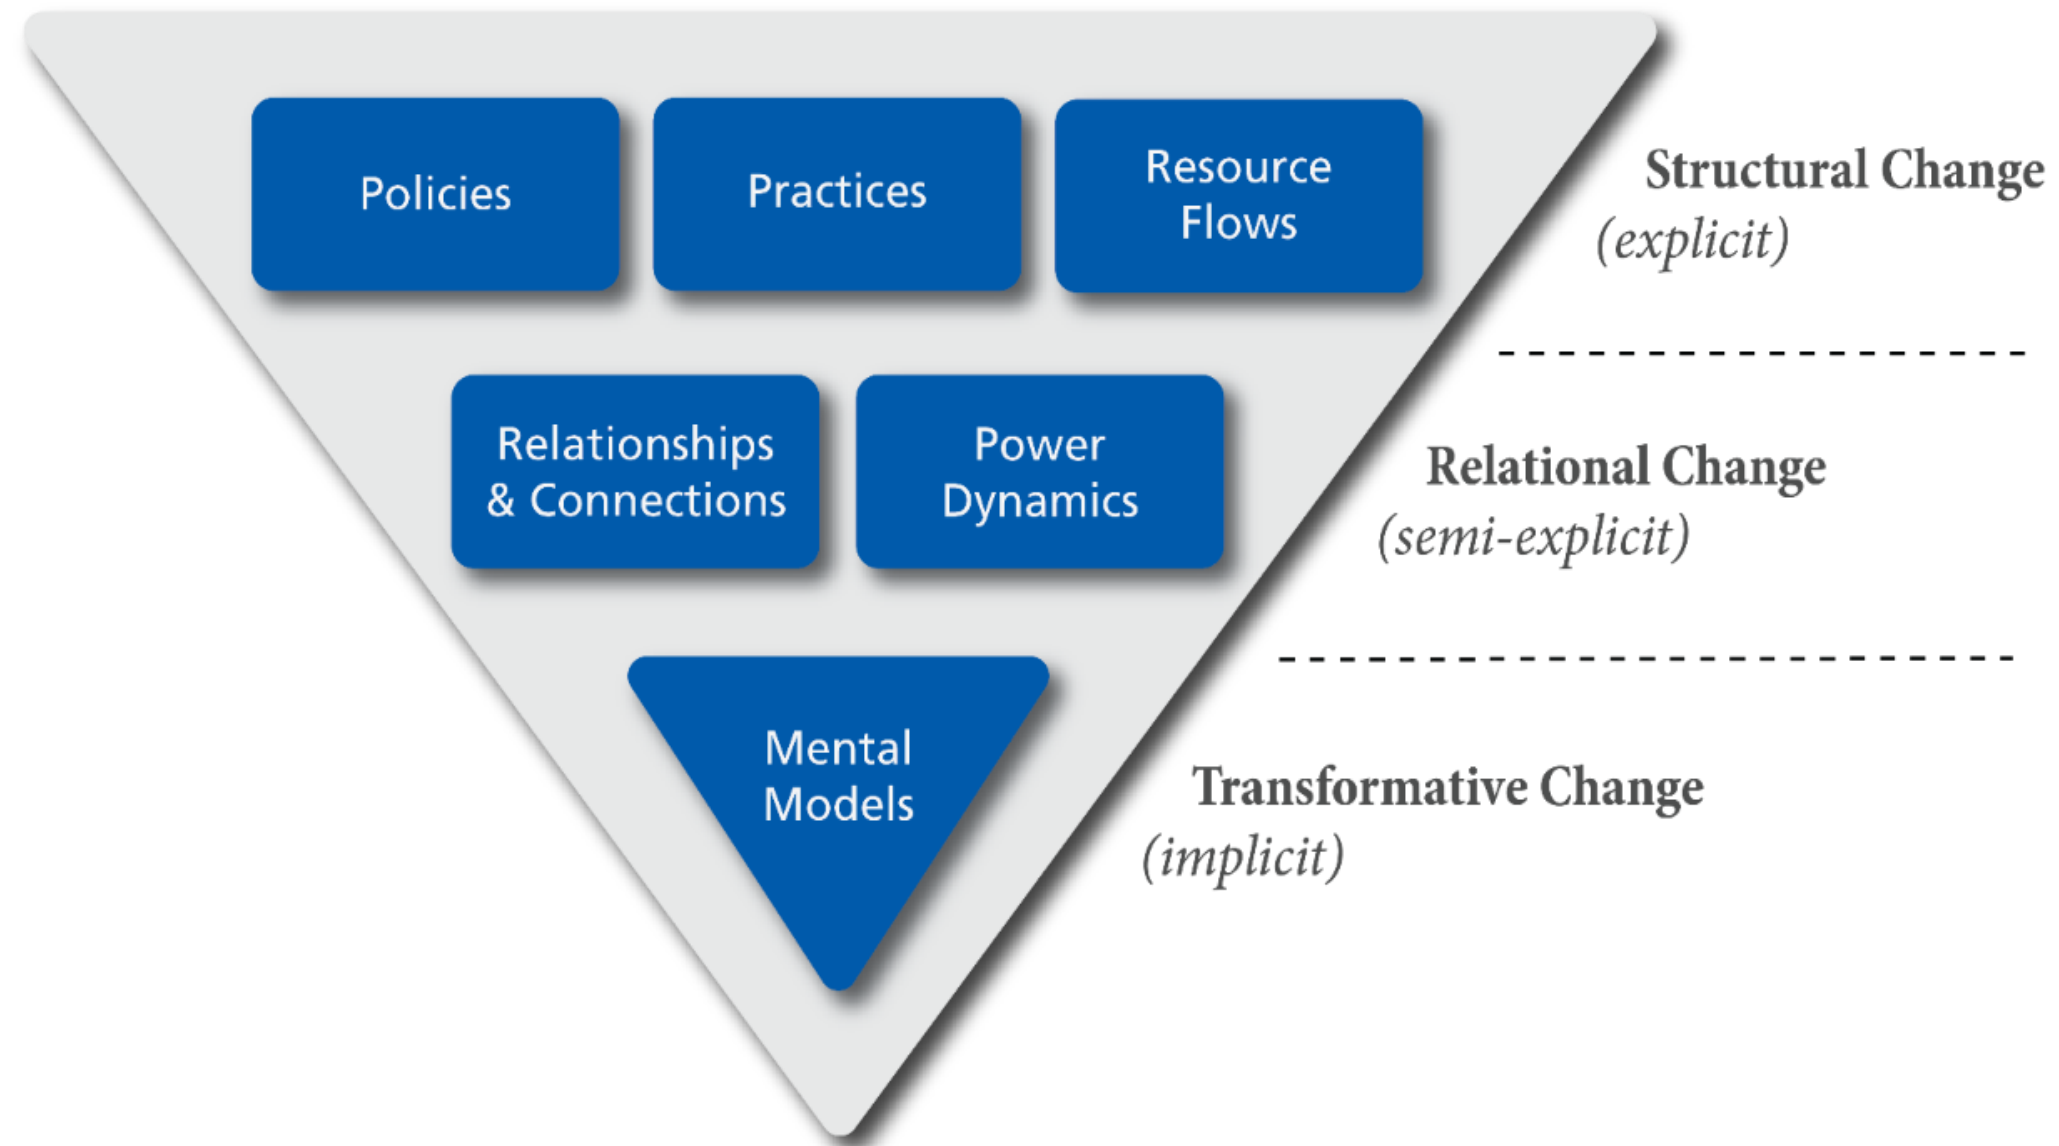 Policies
Practices
Resource
Flows
Structural Change
(explicit)
Relationships
& Connections
Power
Dynamics
Relational Change
(semi-explicit)
Mental
Models
Transformative Change
(implicit)